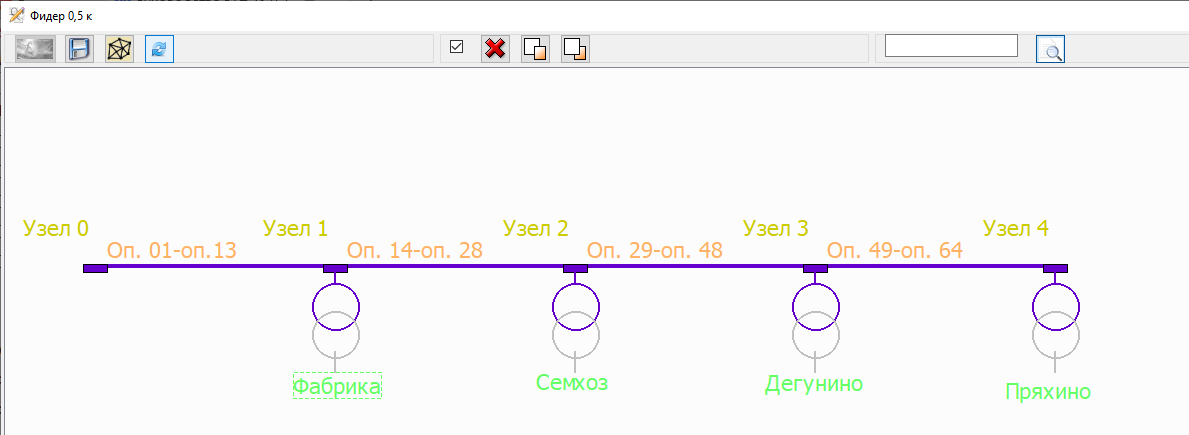 Фидер 0,5 к
Узел 0
Узел 1
Узел 2
Узел 3
Узел 4
Оп. 01-оп.13
Оп. 14-оп. 28
Оп. 29-оп. 48
Оп. 49-оп. 64
Фабрика
Семхоз
Дегунино
Пряхино